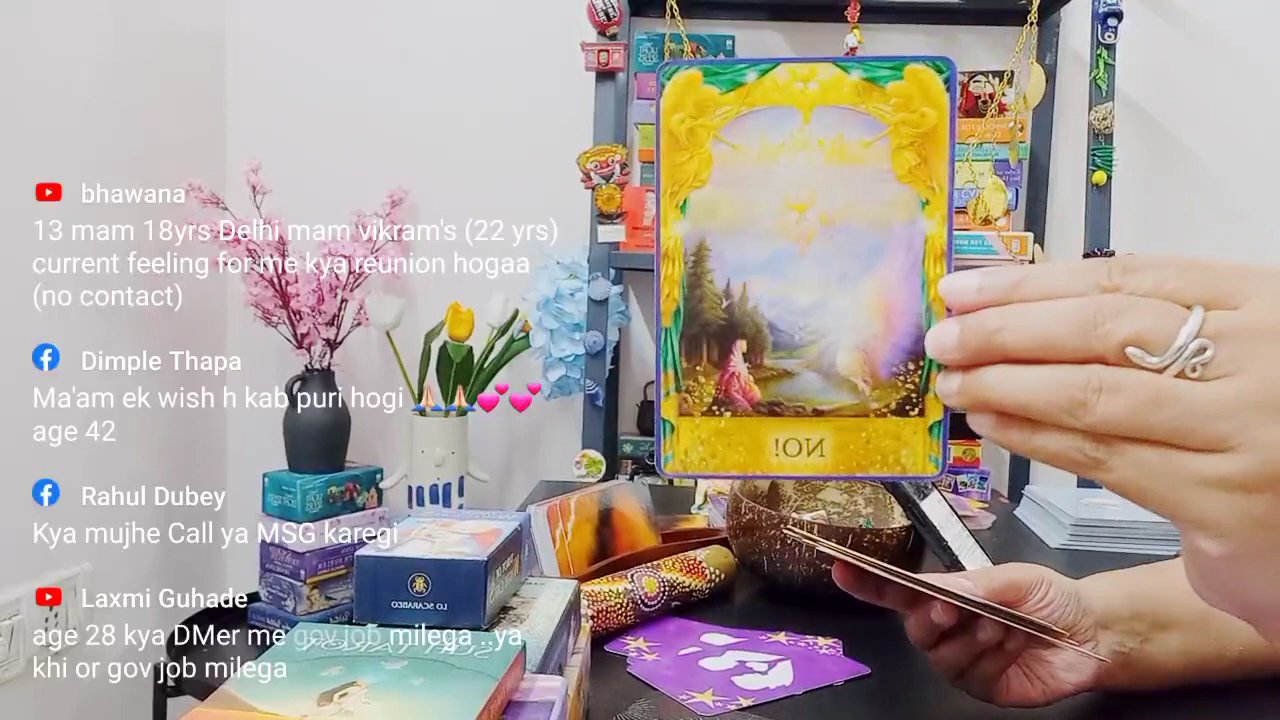 bhawana
13 mam 18yrs Delhi mam vikram's (22 yrs)
current feeling for me kya reunion hogaa
(no contact)
Dimple Thapa
Ma'am ek wish h kab puri hogi 🙏🏻🙏🏻💕💕
age 42
Rahul Dubey
Kya mujhe Call ya MSG karegi
Laxmi Guhade
age 28 kya DMer me gov job milega ..ya
khi or gov job milega
NO!
LO SCARABEO